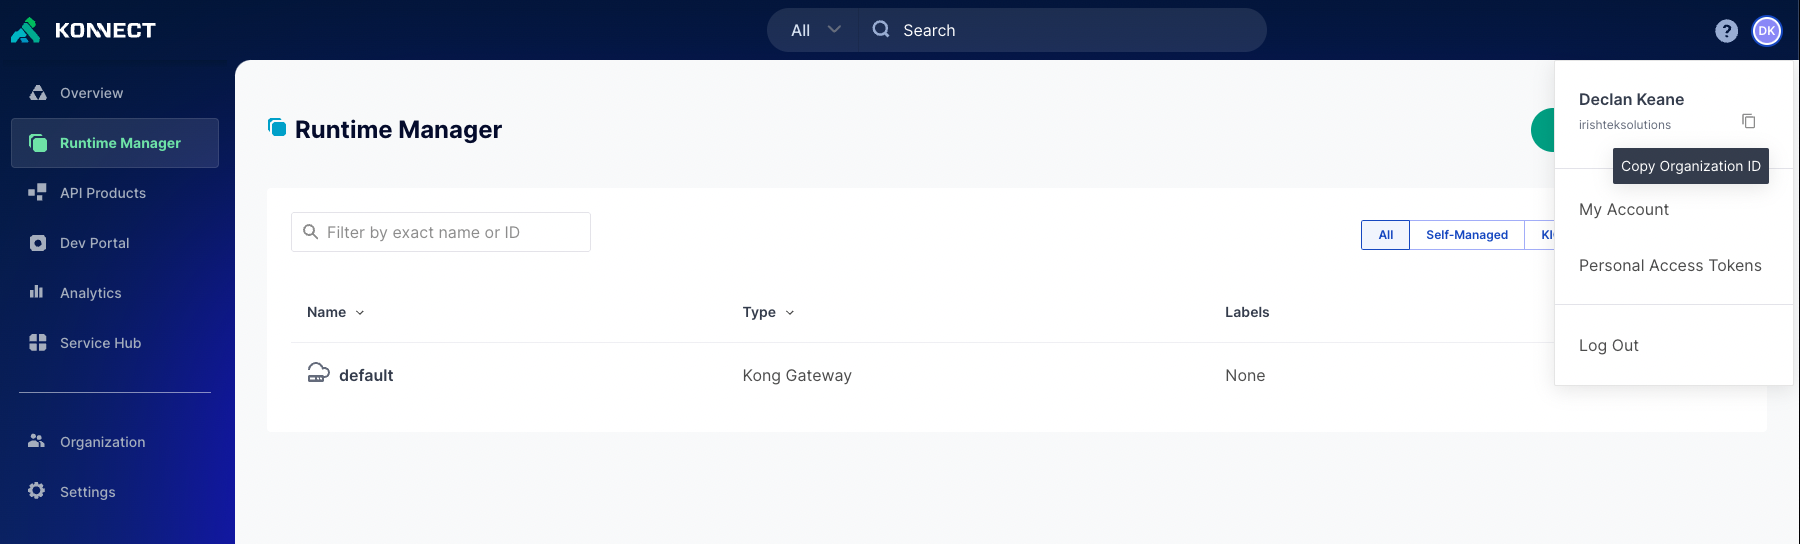 KONNECT
All
Search
?
DK
Overview
Runtime Manager
API Products
Dev Portal
Analytics
Service Hub
Organization
Settings
Runtime Manager
Filter by exact name or ID
All
Self-Managed
Name
Type
Labels
default
Kong Gateway
None
Declan Keane
irishteksolutions
Copy Organization ID
My Account
Personal Access Tokens
Log Out